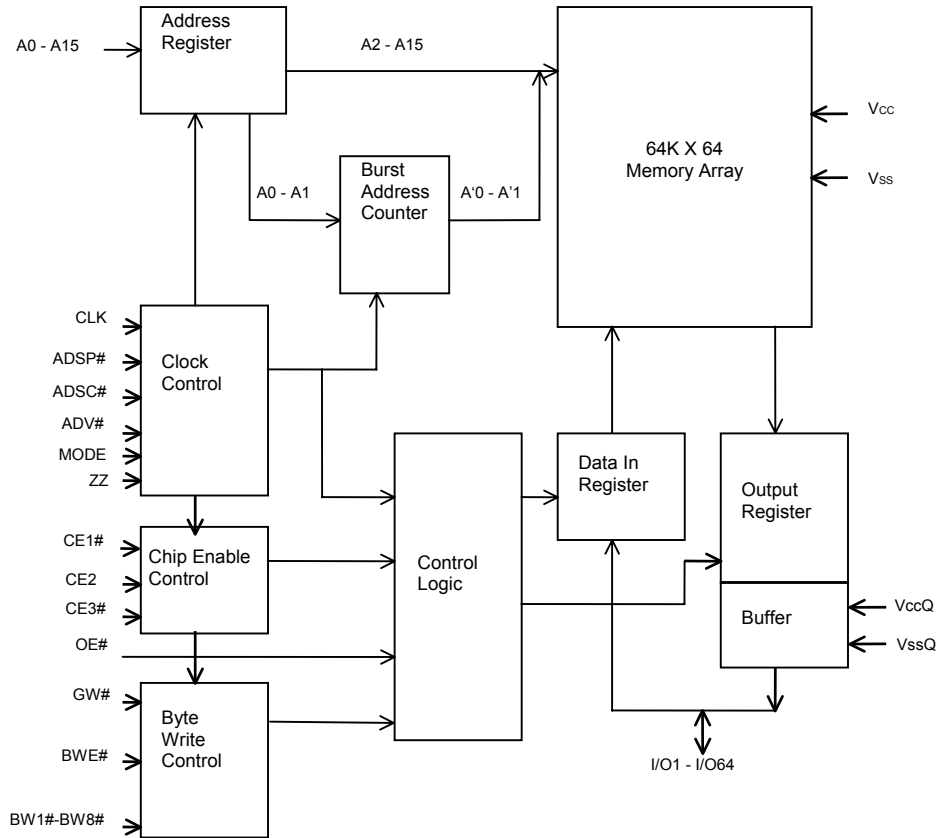 Address
Register
A0 - A15
A2 - A15
64K X 64
Memory Array
Vcc
Vss
Burst
Address
Counter
A0 - A1
A'0 - A'1
CLK
ADSP#
ADSC#
ADV#
MODE
ZZ
Clock
Control
Data In
Register
Output
Register
CE1#
CE2
CE3#
Chip Enable
Control
Control
Logic
Buffer
VccQ
VssQ
OE#
GW#
BWE#
BW1#-BW8#
Byte
Write
Control
I/O1 - I/O64